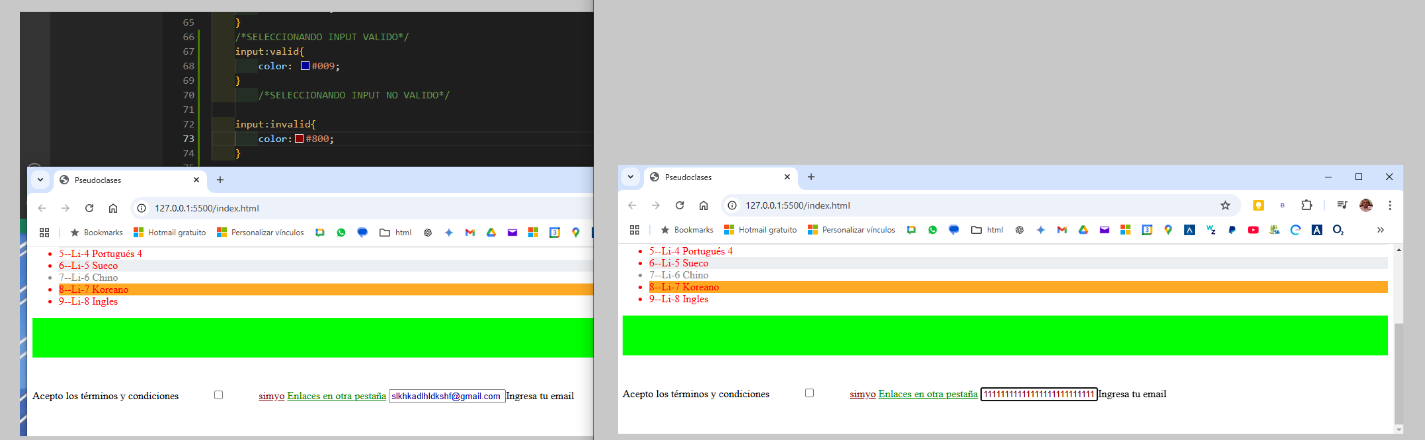 65 }
66 /*SELECCIONANDO INPUT VALIDO*/
67 input:valid{
68 color: #009;
69 }
70 /*SELECCIONANDO INPUT NO VALIDO*/
71
72 input:invalid{
73 color:#800;
74 }
Pseudoclases
127.0.0.1:5500/index.html
Bookmarks Hotmail gratuito Personalizar vínculos html
5--Li-4 Portugués 4
6--Li-5 Sueco
7--Li-6 Chino
8--Li-7 Koreano
9--Li-8 Ingles
Acepto los términos y condiciones simyo Enlaces en otra pestaña slkhkadlhldkshf@gmail.com Ingresa tu email
Pseudoclases
127.0.0.1:5500/index.html
Bookmarks Hotmail gratuito Personalizar vínculos html
5--Li-4 Portugués 4
6--Li-5 Sueco
7--Li-6 Chino
8--Li-7 Koreano
9--Li-8 Ingles
Acepto los términos y condiciones simyo Enlaces en otra pestaña Ingresa tu email